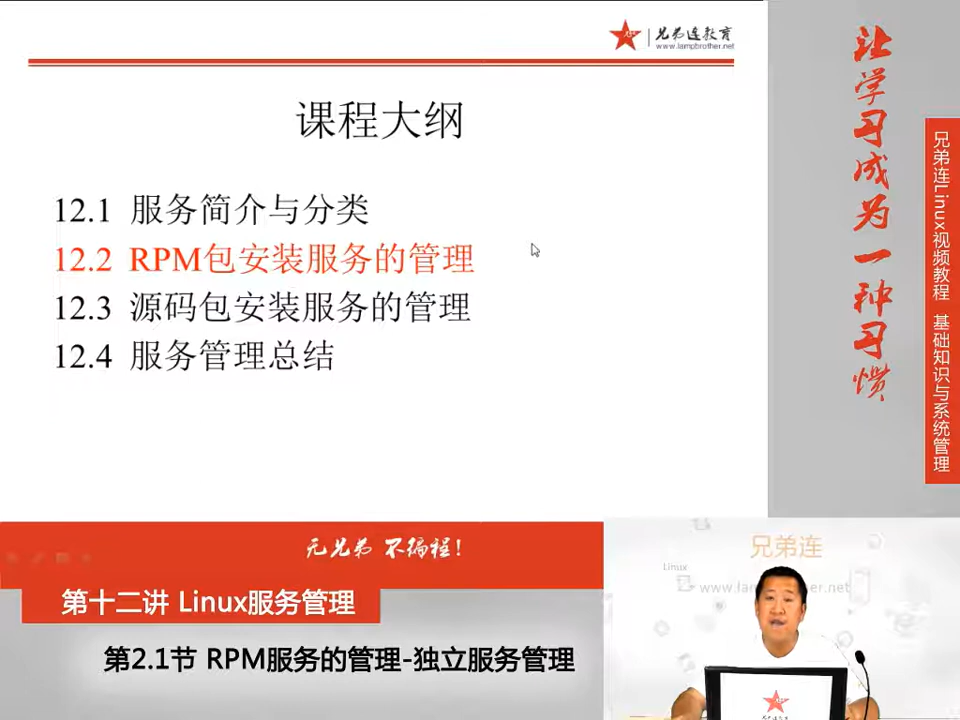 兄弟连教育
www.lampbrother.net
课程大纲
12.1 服务简介与分类
12.2 RPM包安装服务的管理
12.3 源码包安装服务的管理
12.4 服务管理总结
让学习成为一种习惯
兄弟连Linux视频教程 基础知识与系统管理
无兄弟 不编程!
第十二讲 Linux服务管理
第2.1节 RPM服务的管理-独立服务管理
兄弟连
Linux